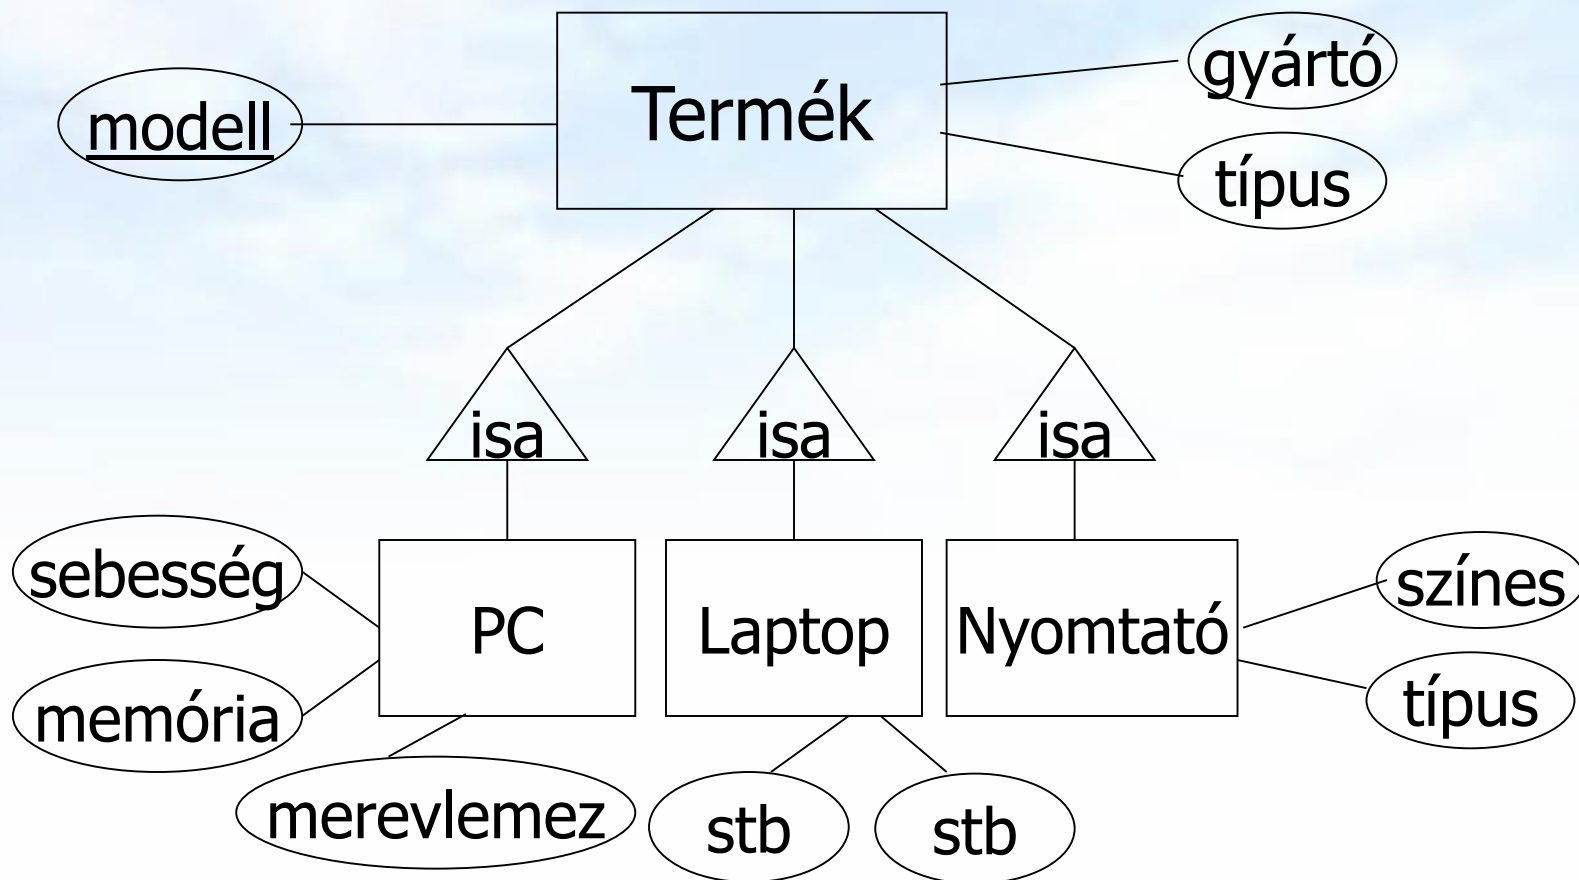 gyártó
modell
Termék
típus
isa
isa
isa
sebesség
színes
PC
Laptop
Nyomtató
memória
típus
merevlemez
stb
stb